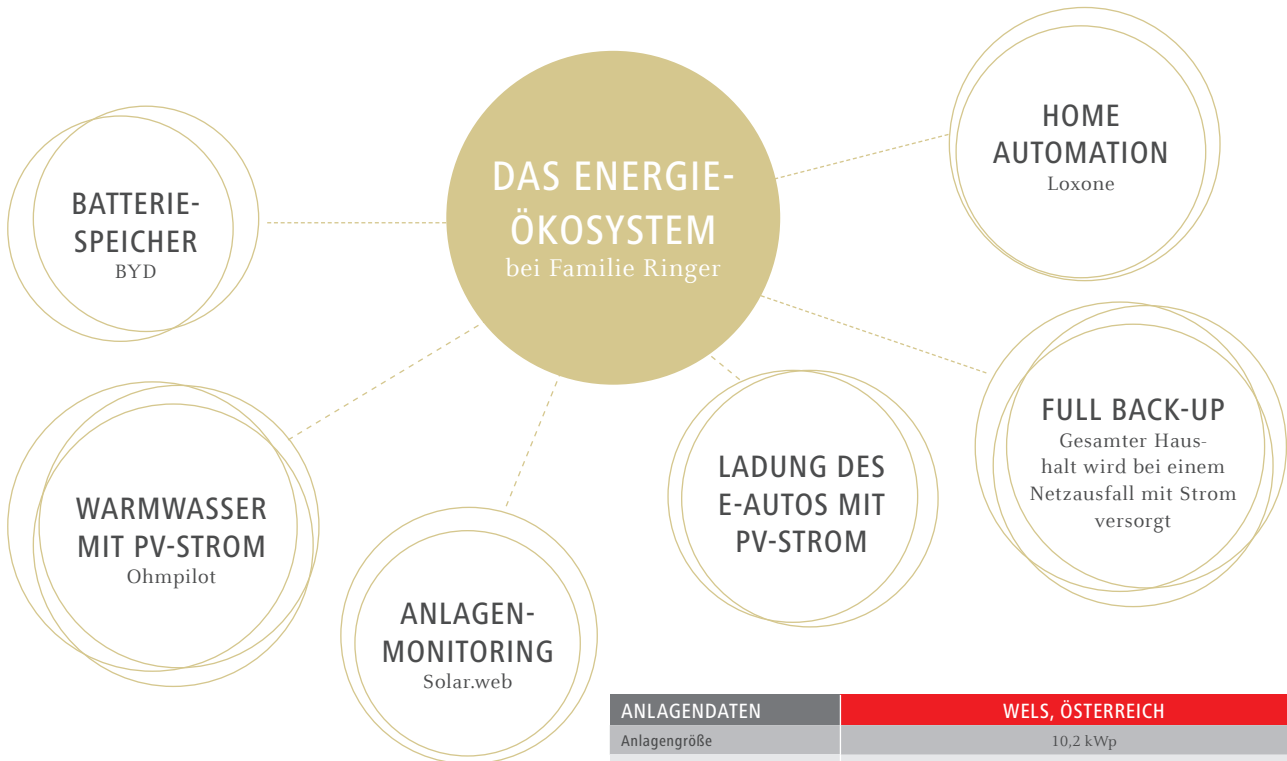 DAS ENERGIE-
ÖKOSYSTEM
bei Familie Ringer
HOME
AUTOMATION
Loxone
BATTERIE-
SPEICHER
BYD
FULL BACK-UP
Gesamter Haus-
halt wird bei einem
Netzausfall mit Strom
versorgt
LADUNG DES
E-AUTOS MIT
PV-STROM
WARMWASSER
MIT PV-STROM
Ohmpilot
ANLAGEN-
MONITORING
Solar.web
ANLAGENDATEN WELS, ÖSTERREICH
Anlagengröße 10,2 kWp